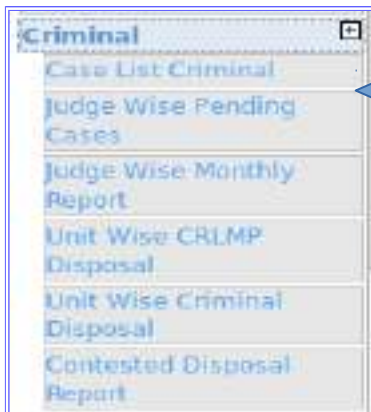 Criminal
Case List Criminal
Judge Wise Pending
Cases
Judge Wise Monthly
Report
Unit Wise CRLMP
Disposal
Unit Wise Criminal
Disposal
Contested Disposal
Report